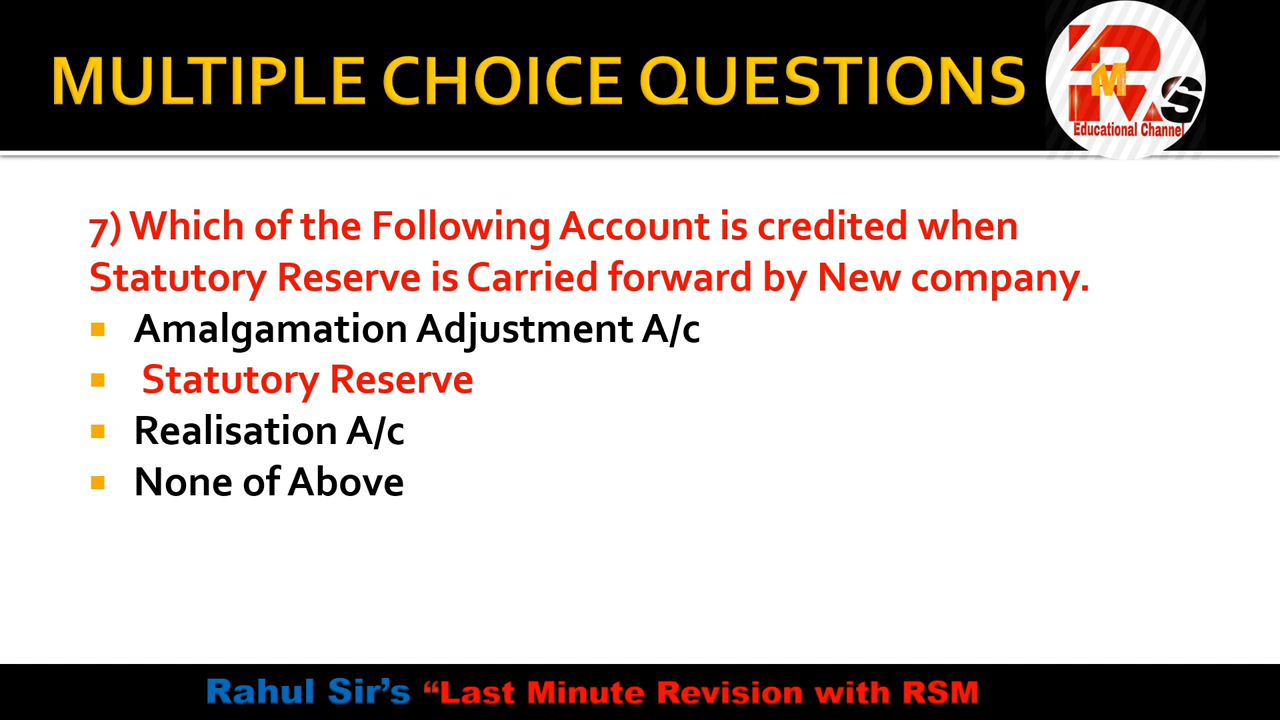 MULTIPLE CHOICE QUESTIONS
RMS
Educational Channel
7) Which of the Following Account is credited when
Statutory Reserve is Carried forward by New company.
Amalgamation Adjustment A/c
Statutory Reserve
Realisation A/c
None of Above
Rahul Sir's “Last Minute Revision with RSM